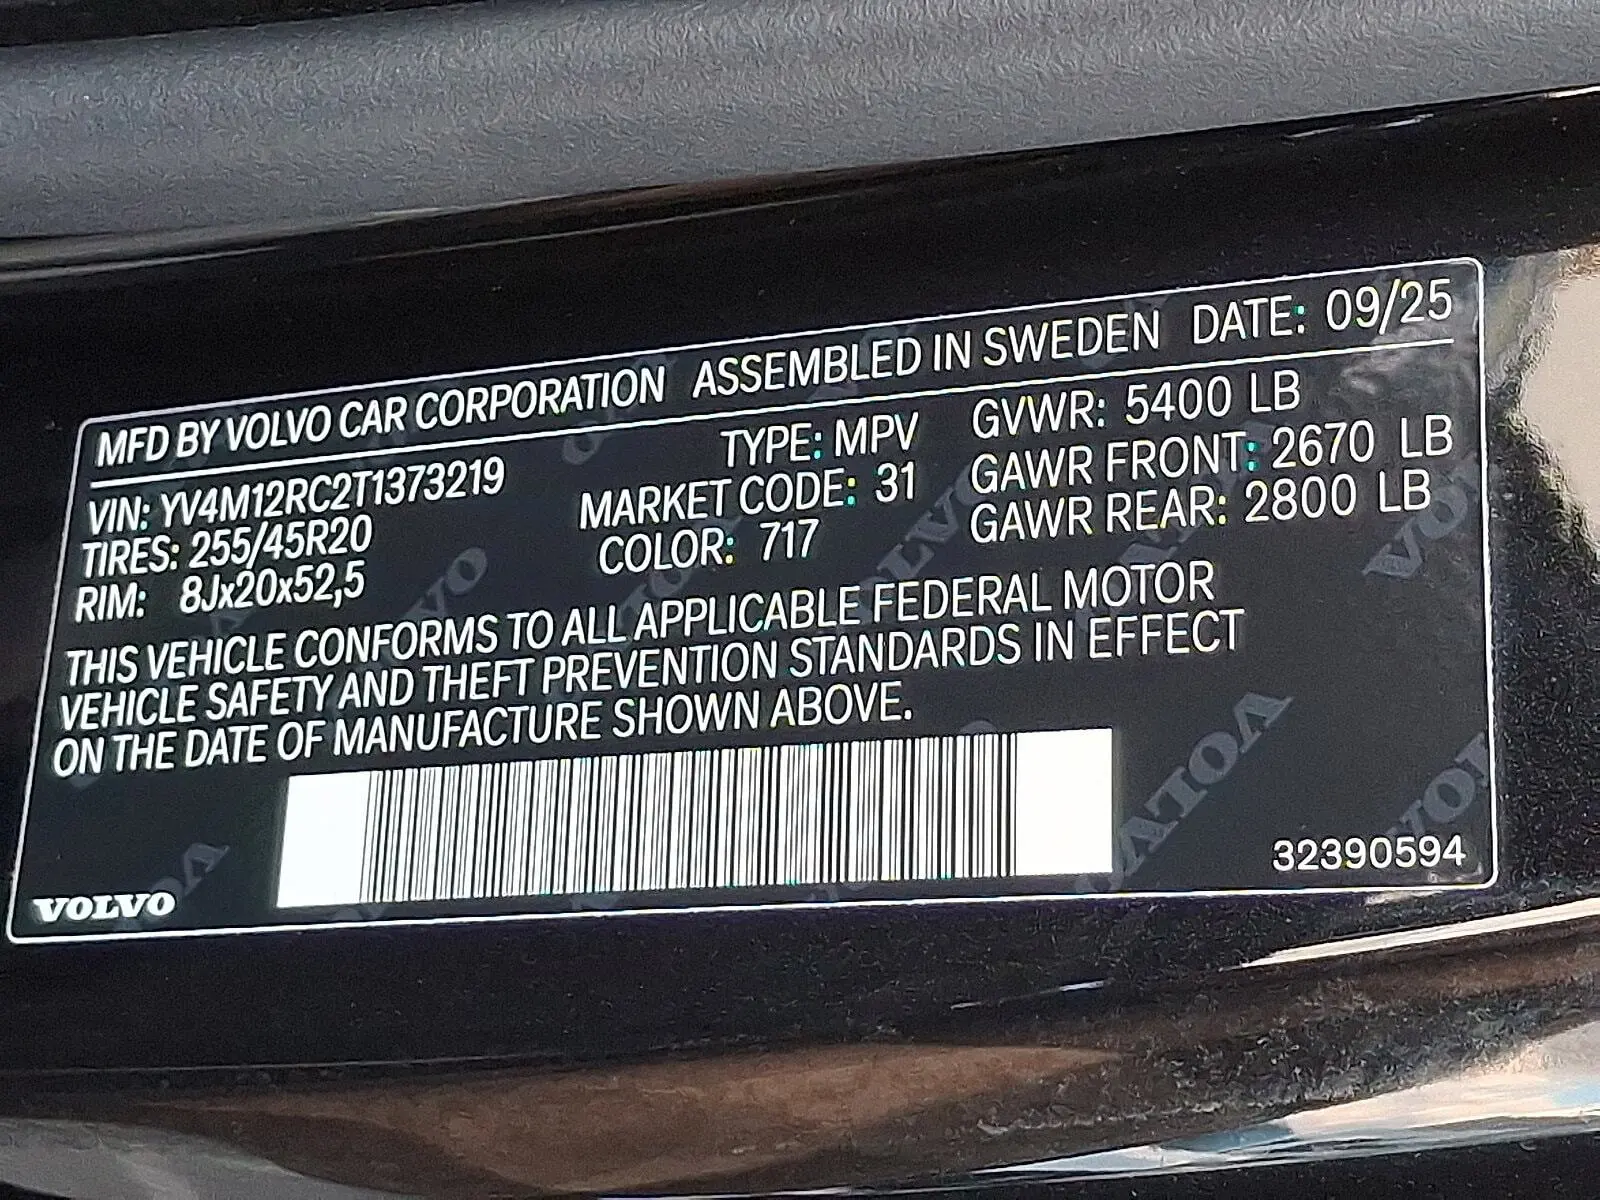 MFD BY VOLVO CAR CORPORATION ASSEMBLED IN SWEDEN DATE: 09/25
VIN: YV4M12RC2T1373219 TYPE: MPV GVWR: 5400 LB
TIRES: 255/45R20 MARKET CODE: 31 GAWR FRONT: 2670 LB
RIM: 8Jx20x52,5 COLOR: 717 GAWR REAR: 2800 LB
THIS VEHICLE CONFORMS TO ALL APPLICABLE FEDERAL MOTOR
VEHICLE SAFETY AND THEFT PREVENTION STANDARDS IN EFFECT
ON THE DATE OF MANUFACTURE SHOWN ABOVE.
VOLVO 32390594